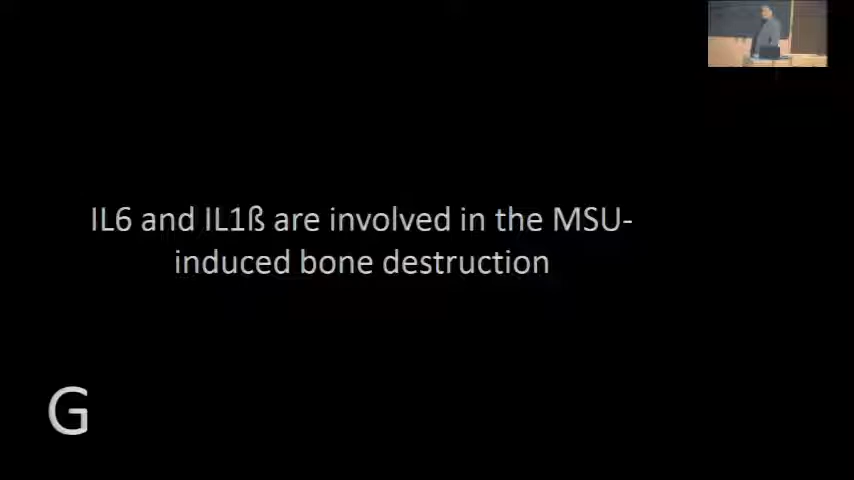 IL6 and IL1ß are involved in the MSU-
induced bone destruction
G